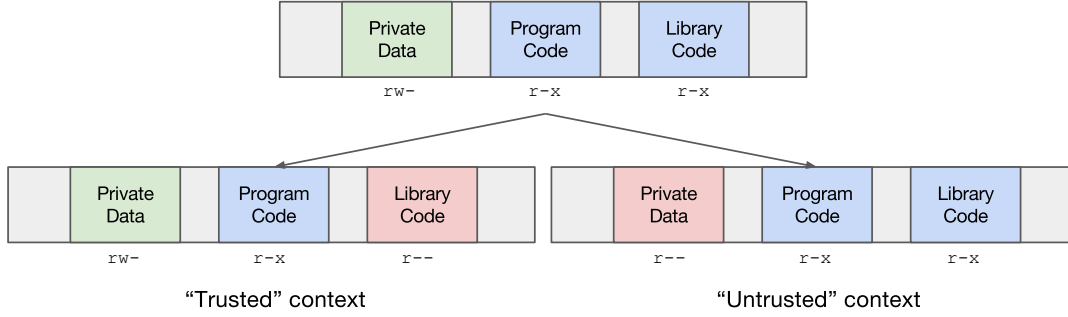 Private
Data
Program
Code
Library
Code
rw-
r-x
r-x
Private
Data
Program
Code
Library
Code
Private
Data
Program
Code
Library
Code
rw-
r-x
r--
r--
r-x
r-x
“Trusted” context
“Untrusted” context